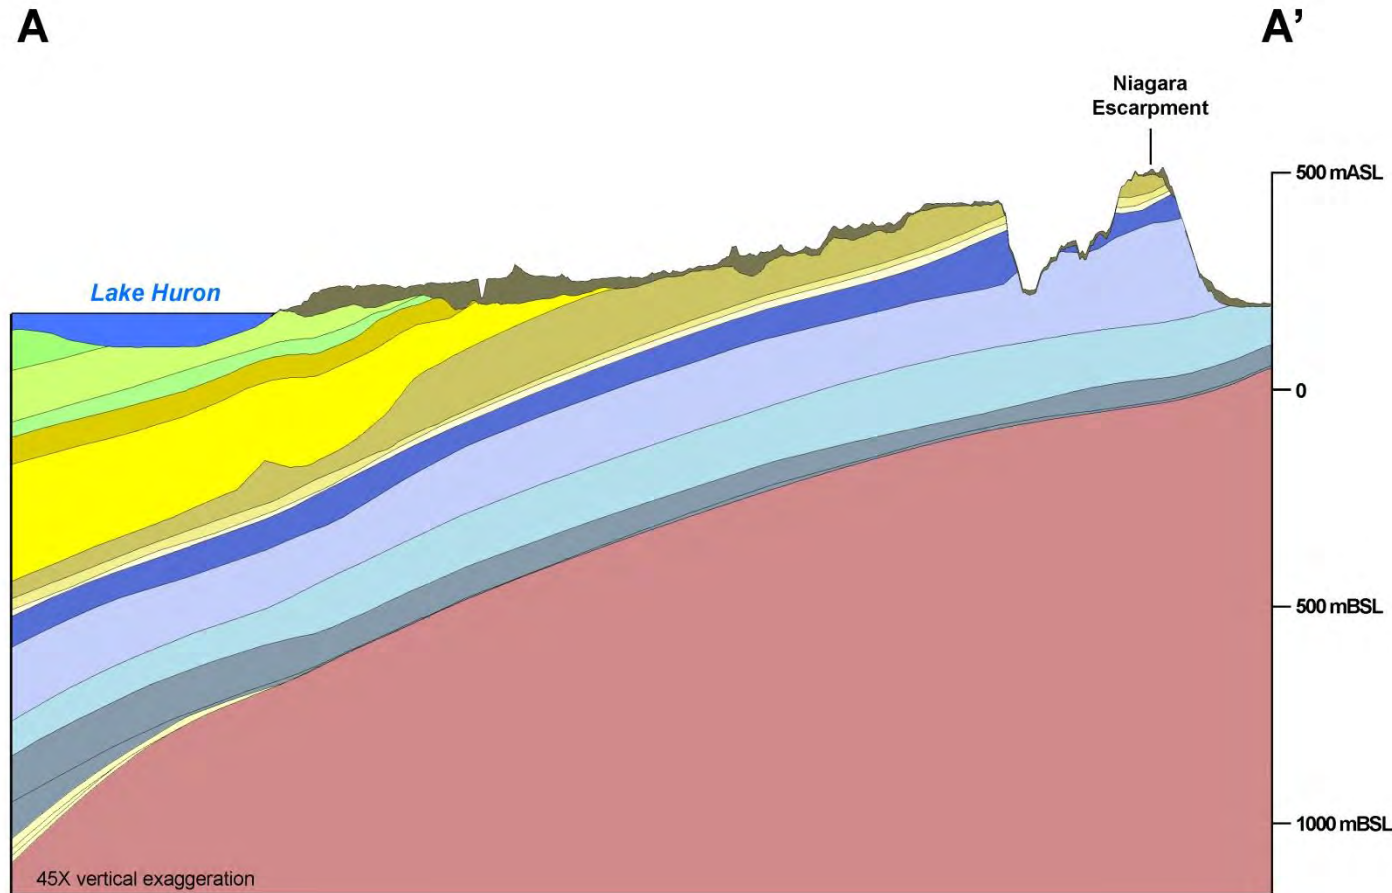 A
A’
Niagara
Escarpment
500 mASL
Lake Huron
0
500 mBSL
1000 mBSL
45X vertical exaggeration